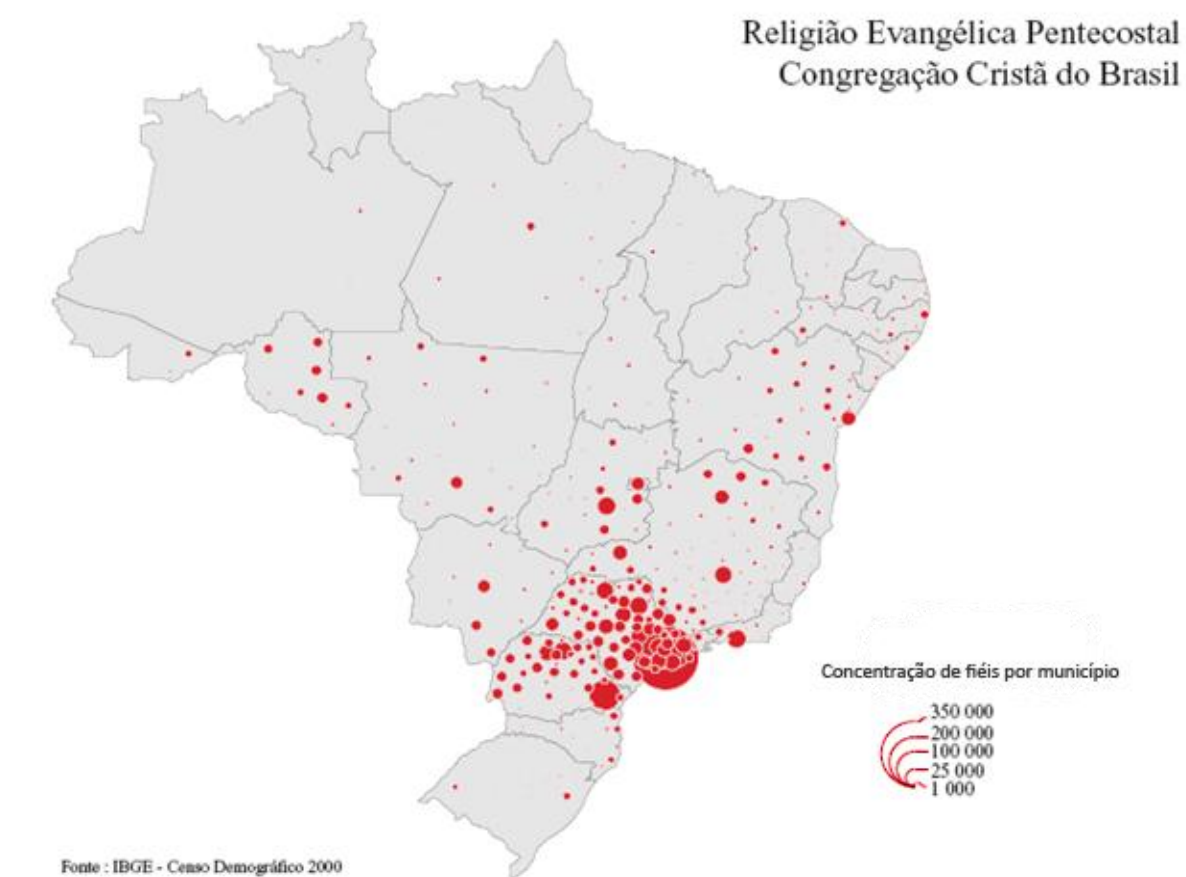 Religião Evangélica Pentecostal
Congregação Cristã do Brasil
Concentração de fiéis por município
350 000
200 000
100 000
25 000
1 000
Fonte : IBGE - Censo Demográfico 2000